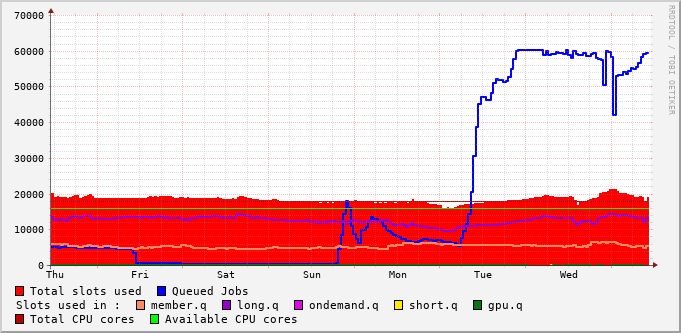 70000
60000
50000
40000
30000
20000
10000
0
Thu Fri Sat Sun Mon Tue Wed
Total slots used Queued Jobs
Slots used in : member.q long.q ondemand.q short.q gpu.q
Total CPU cores Available CPU cores
RRDTOOL / TOBI OETIKER